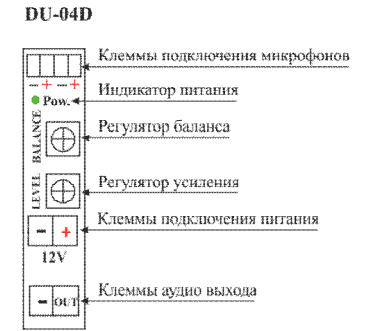 DU-04D
Клеммы подключения микрофонов
– + – +
Pow.
Индикатор питания
BALANCE
Регулятор баланса
LEVEL
Регулятор усиления
Клеммы подключения питания
– +
12V
Клеммы аудио выхода
– OUT